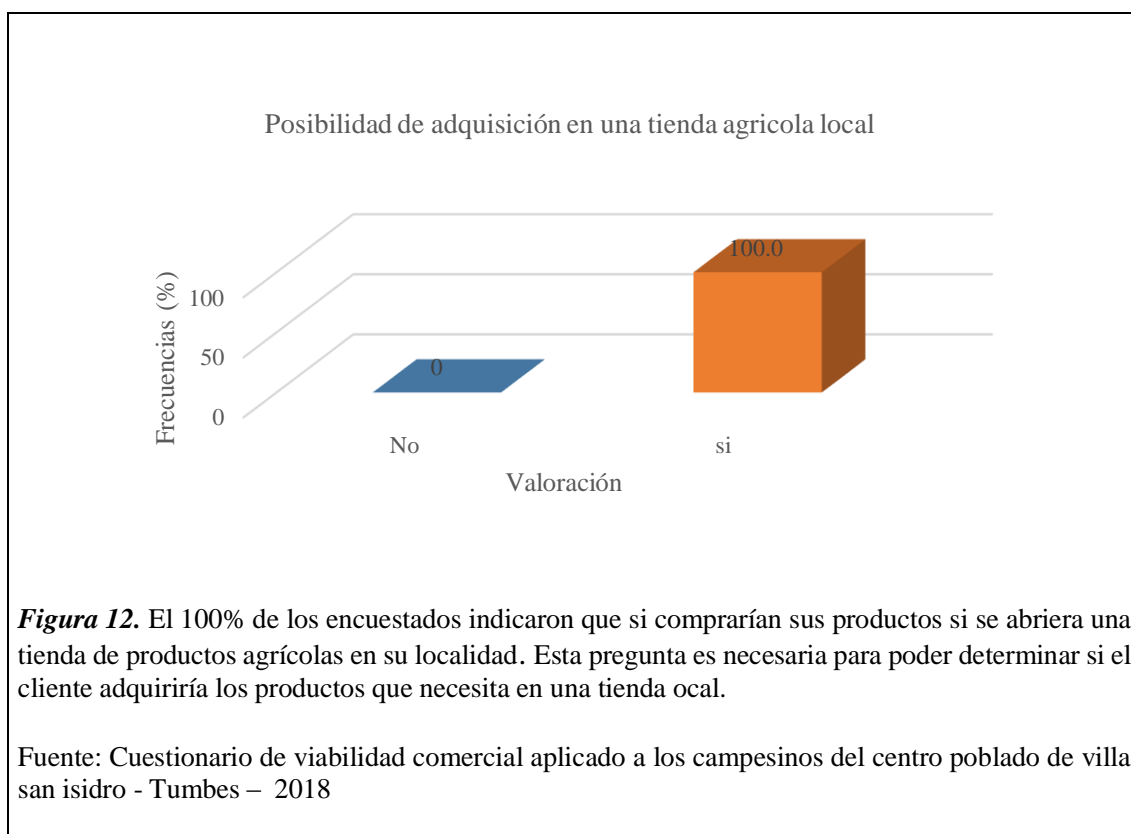 Posibilidad de adquisición en una tienda agricola local
Frecuencias (%)
100
50
0
0
100.0
No
si
Valoración
Figura 12. El 100% de los encuestados indicaron que si comprarían sus productos si se abriera una
tienda de productos agrícolas en su localidad. Esta pregunta es necesaria para poder determinar si el
cliente adquiriría los productos que necesita en una tienda ocal.
Fuente: Cuestionario de viabilidad comercial aplicado a los campesinos del centro poblado de villa
san isidro - Tumbes – 2018